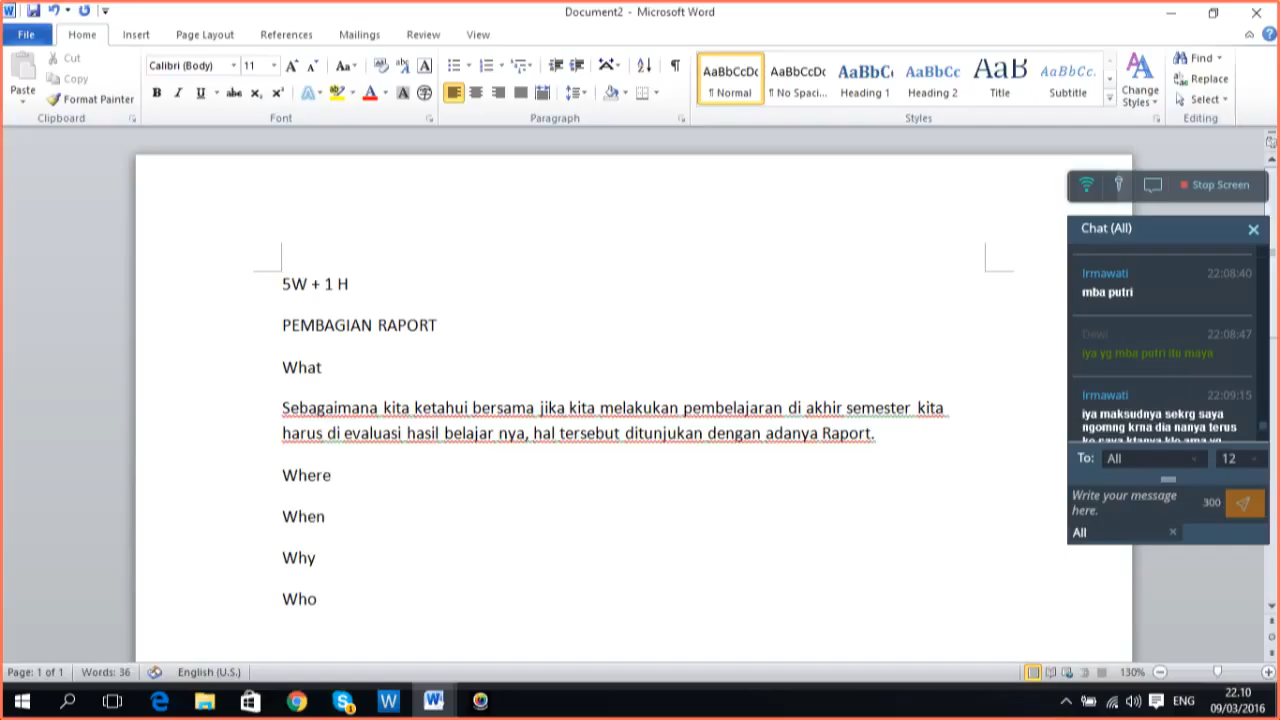 Document2 - Microsoft Word
File Home Insert Page Layout References Mailings Review View
Paste
Cut
Copy
Format Painter
Clipboard
Calibri (Body) 11
Font
Paragraph
AaBbCcDc AaBbCcDc AaBbCc AaBbCc AaB AaBbCc.
¶ Normal ¶ No Spaci... Heading 1 Heading 2 Title Subtitle
Change
Styles
Styles
Find
Replace
Select
Editing
5W + 1 H
PEMBAGIAN RAPORT
What
Sebagaimana kita ketahui bersama jika kita melakukan pembelajaran di akhir semester kita
harus di evaluasi hasil belajar nya, hal tersebut ditunjukan dengan adanya Raport.
Where
When
Why
Who
Stop Screen
Chat (All)
Irmawati 22:08:40
mba putri
Dewi 22:08:47
iya yg mba putri itu maya
Irmawati 22:09:15
iya maksudnya sekrg saya
ngomng krna dia nanya terus
To: All 12
Write your message
here. 300
All
Page: 1 of 1 Words: 36 English (U.S.) 130%
ENG
22.10
09/03/2016